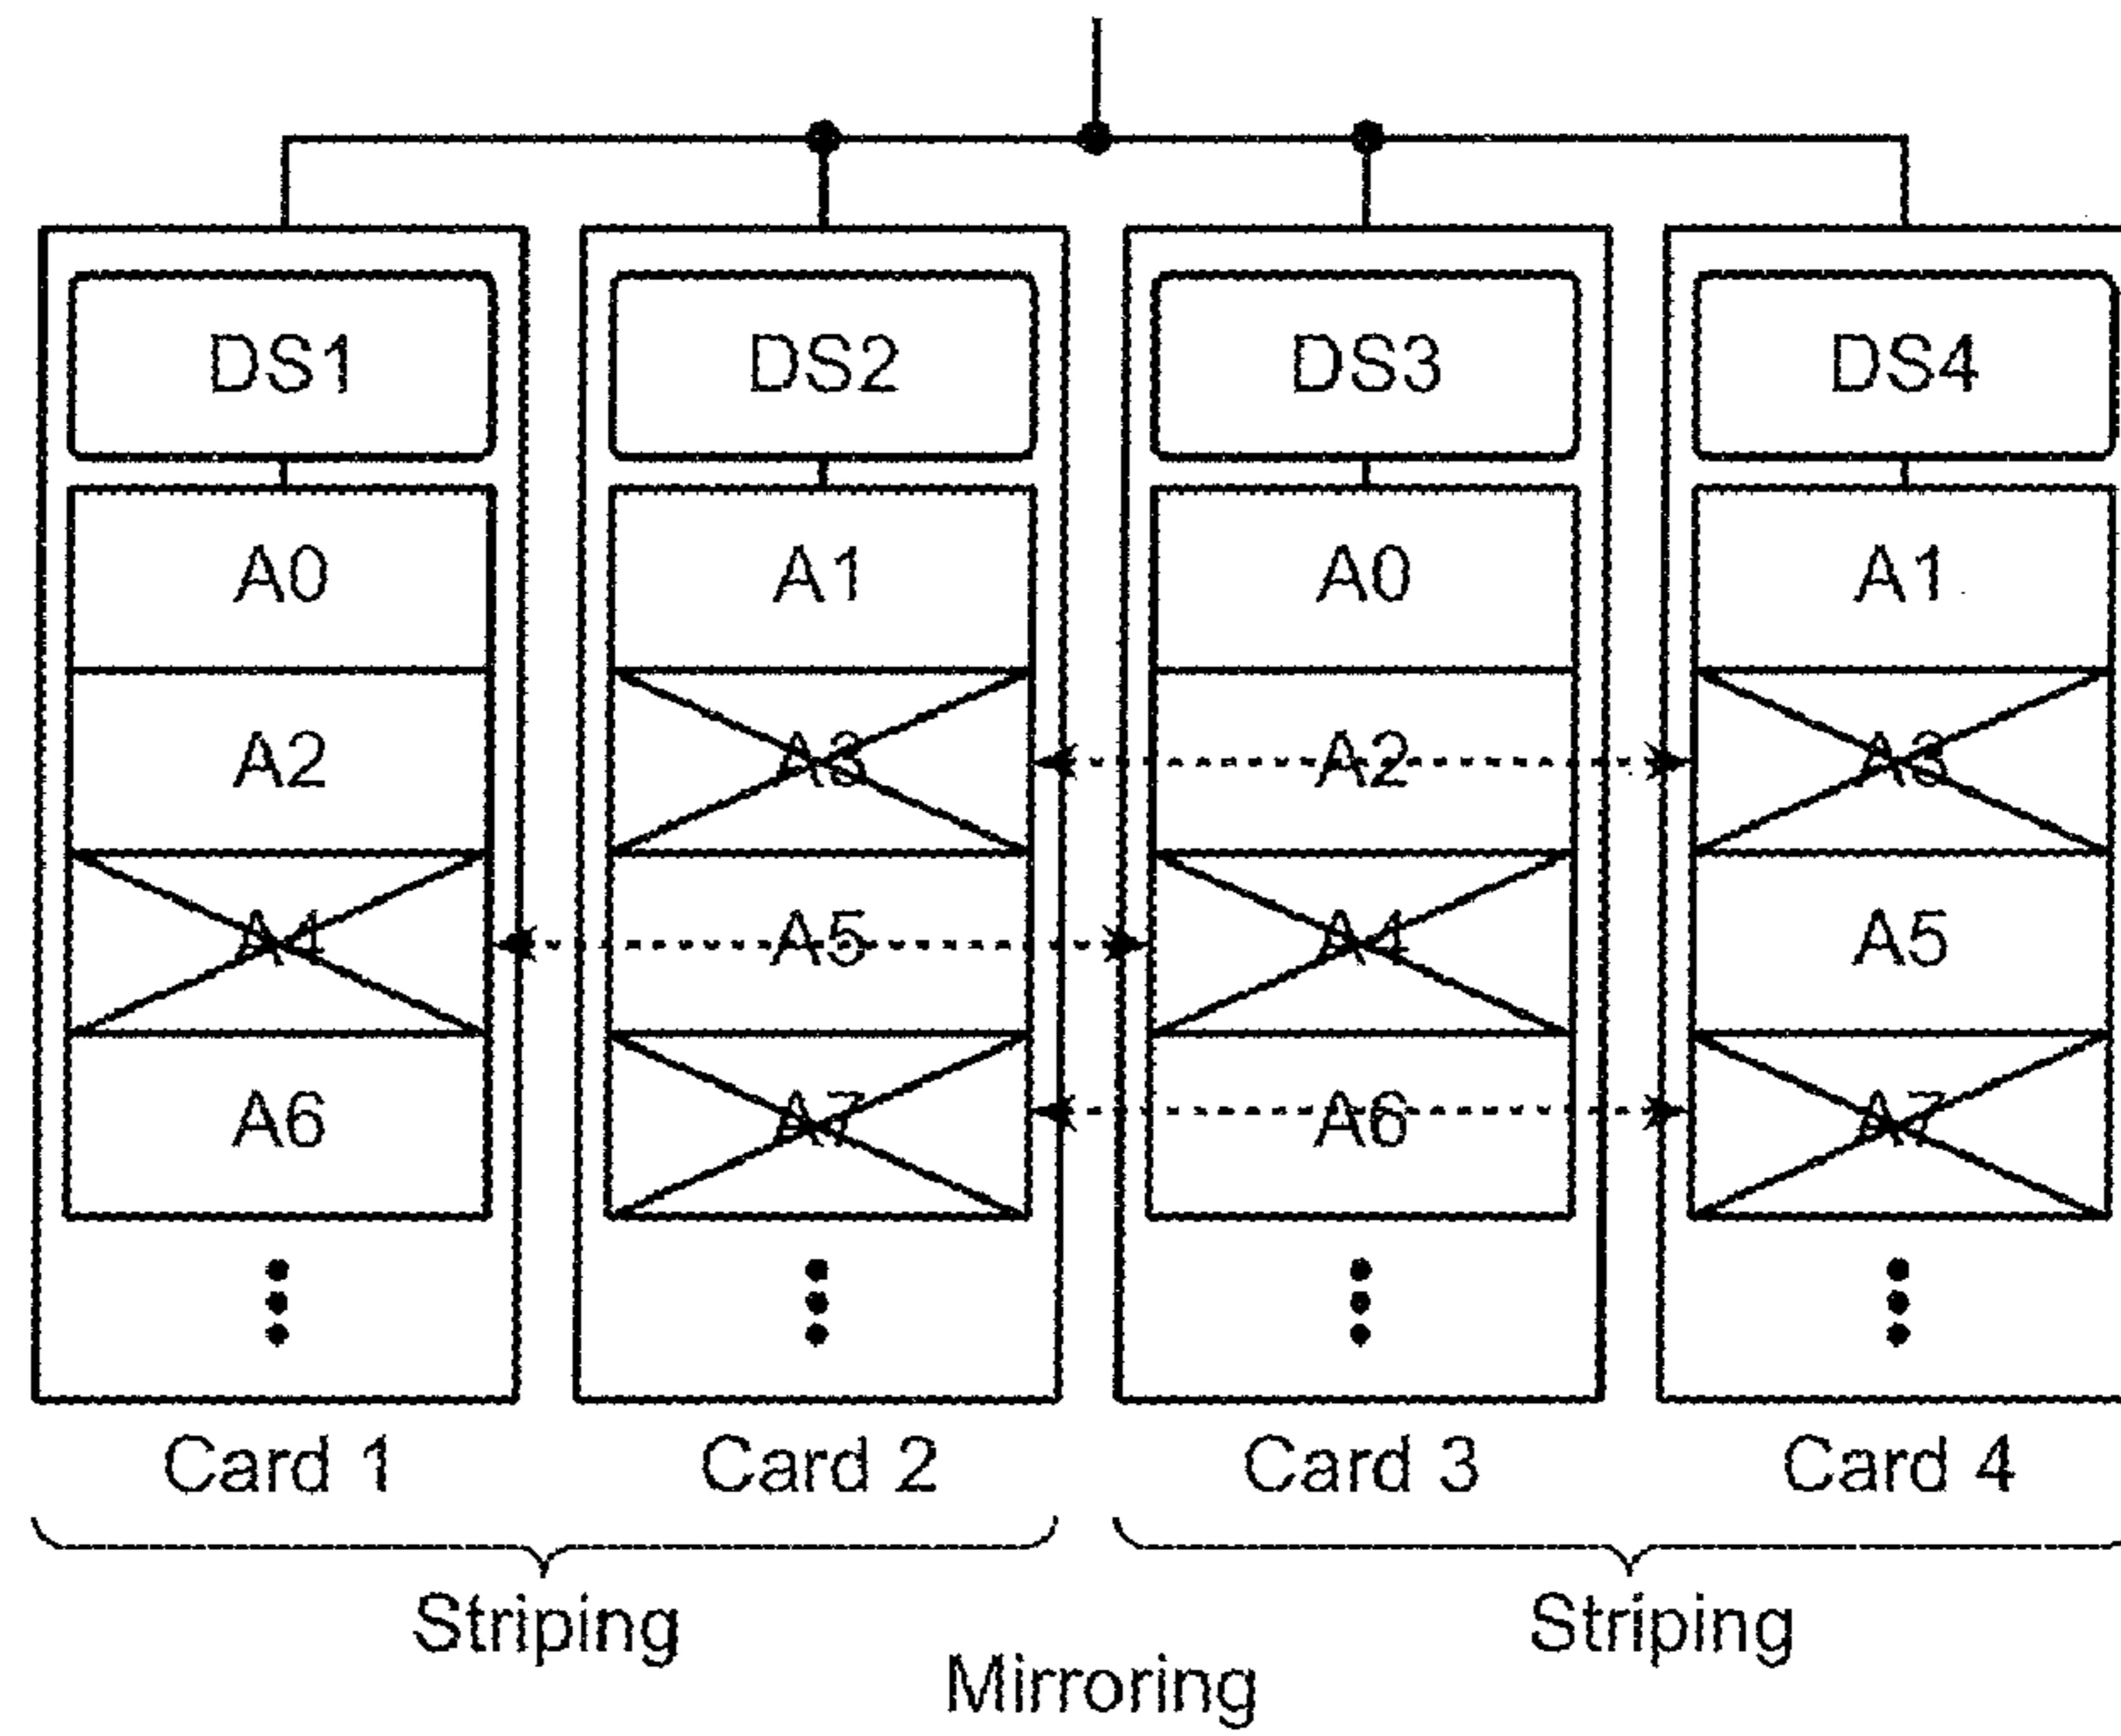 DS1 DS2 DS3 DS4
A0 A1 A0 A1
A2 A3 A2 A3
A4 A5 A4 A5
A6 A7 A6 A7
Card 1 Card 2 Card 3 Card 4
Striping Striping
Mirroring